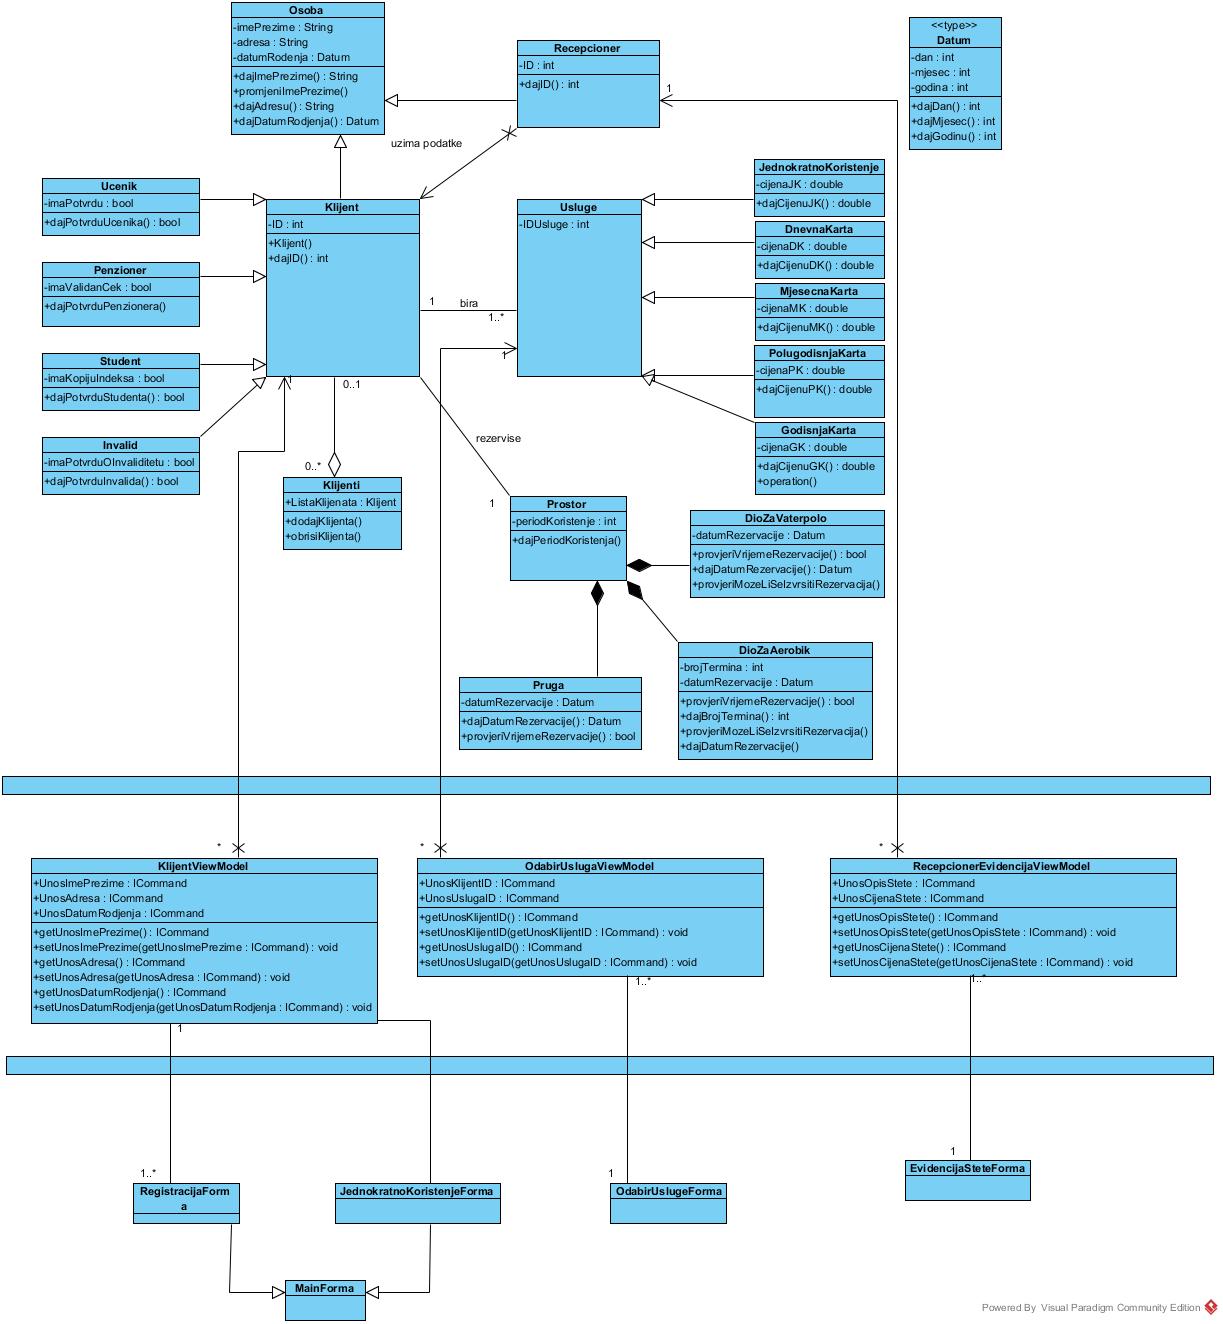 Osoba
-imePrezime : String
-adresa : String
-datumRodenja : Datum
+dajImePrezime() : String
+promjeniImePrezime()
+dajAdresu() : String
+dajDatumRodjenja() : Datum
Recepcioner
-ID : int
+dajID() : int
1
<<type>>
Datum
-dan : int
-mjesec : int
-godina : int
+dajDan() : int
+dajMjesec() : int
+dajGodinu() : int
uzima podatke
Ucenik
-imaPotvrdu : bool
+dajPotvrduUcenika() : bool
Penzioner
-imaValidanCek : bool
+dajPotvrduPenzionera()
Student
-imaKopijuIndeksa : bool
+dajPotvrduStudenta() : bool
Invalid
-imaPotvrduOInvaliditetu : bool
+dajPotvrduInvalida() : bool
Klijent
-ID : int
+Klijent()
+dajID() : int
1
bira
1..*
1
1
0..1
0..*
Usluge
-IDUsluge : int
JednokratnoKoristenje
-cijenaJK : double
+dajCijenuJK() : double
DnevnaKarta
-cijenaDK : double
+dajCijenuDK() : double
MjesecnaKarta
-cijenaMK : double
+dajCijenuMK() : double
PolugodisnjaKarta
-cijenaPK : double
+dajCijenuPK() : double
GodisnjaKarta
-cijenaGK : double
+dajCijenuGK() : double
+operation()
rezervise
1
Klijenti
+ListaKlijenata : Klijent
+dodajKlijenta()
+obrisiKlijenta()
Prostor
-periodKoristenje : int
+dajPeriodKoristenja()
DioZaVaterpolo
-datumRezervacije : Datum
+provjeriVrijemeRezervacije() : bool
+dajDatumRezervacije() : Datum
+provjeriMozeLiSeIzvrsitiRezervacija()
DioZaAerobik
-brojTermina : int
-datumRezervacije : Datum
+provjeriVrijemeRezervacije() : bool
+dajBrojTermina() : int
+provjeriMozeLiSeIzvrsitiRezervacija()
+dajDatumRezervacije()
Pruga
-datumRezervacije : Datum
+dajDatumRezervacije() : Datum
+provjeriVrijemeRezervacije() : bool
*
*
*
KlijentViewModel
+UnosImePrezime : ICommand
+UnosAdresa : ICommand
+UnosDatumRodjenja : ICommand
+getUnosImePrezime() : ICommand
+setUnosImePrezime(getUnosImePrezime : ICommand) : void
+getUnosAdresa() : ICommand
+setUnosAdresa(getUnosAdresa : ICommand) : void
+getUnosDatumRodjenja() : ICommand
+setUnosDatumRodjenja(getUnosDatumRodjenja : ICommand) : void
OdabirUslugaViewModel
+UnosKlijentID : ICommand
+UnosUslugaID : ICommand
+getUnosKlijentID() : ICommand
+setUnosKlijentID(getUnosKlijentID : ICommand) : void
+getUnosUslugaID() : ICommand
+setUnosUslugaID(getUnosUslugaID : ICommand) : void
RecepcionerEvidencijaViewModel
+UnosOpisStete : ICommand
+UnosCijenaStete : ICommand
+getUnosOpisStete() : ICommand
+setUnosOpisStete(getUnosOpisStete : ICommand) : void
+getUnosCijenaStete() : ICommand
+setUnosCijenaStete(getUnosCijenaStete : ICommand) : void
1
1..*
1..*
1..*
1
1
RegistracijaForm
a
JednokratnoKoristenjeForma
OdabirUslugeForma
EvidencijaSteteForma
MainForma
Powered By Visual Paradigm Community Edition